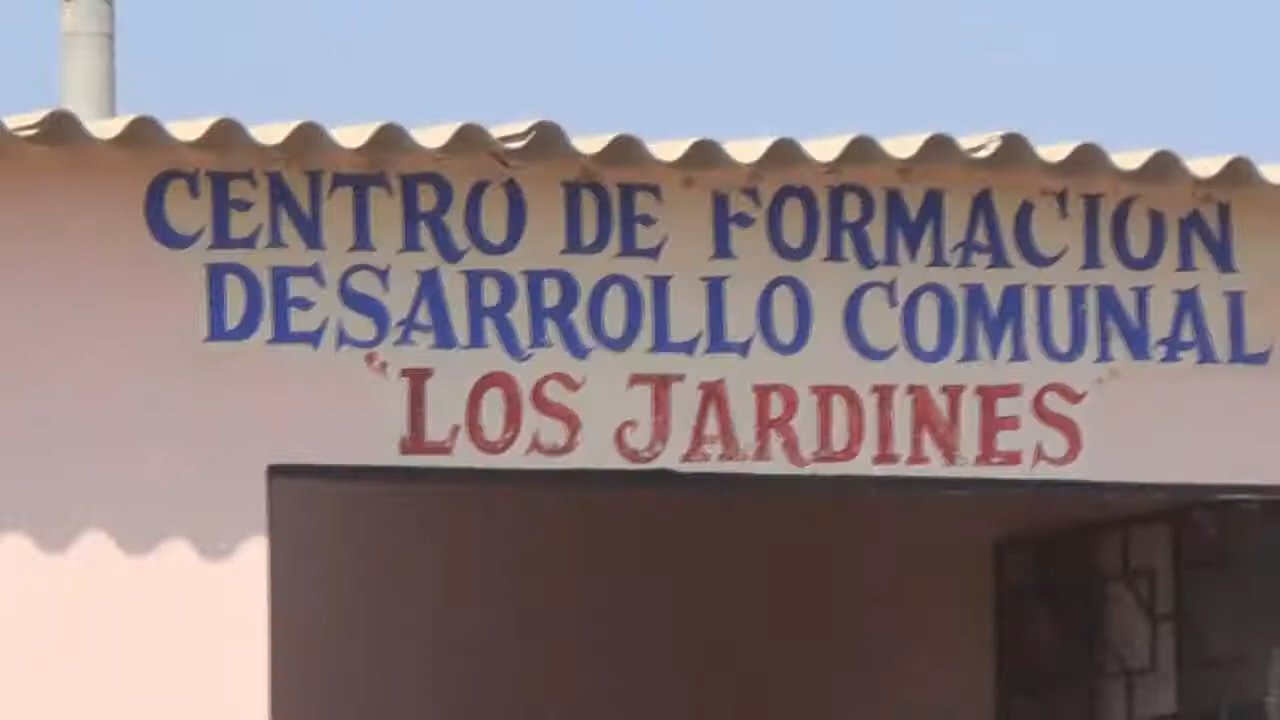 CENTRO DE FORMACION
DESARROLLO COMUNAL
"LOS JARDINES"